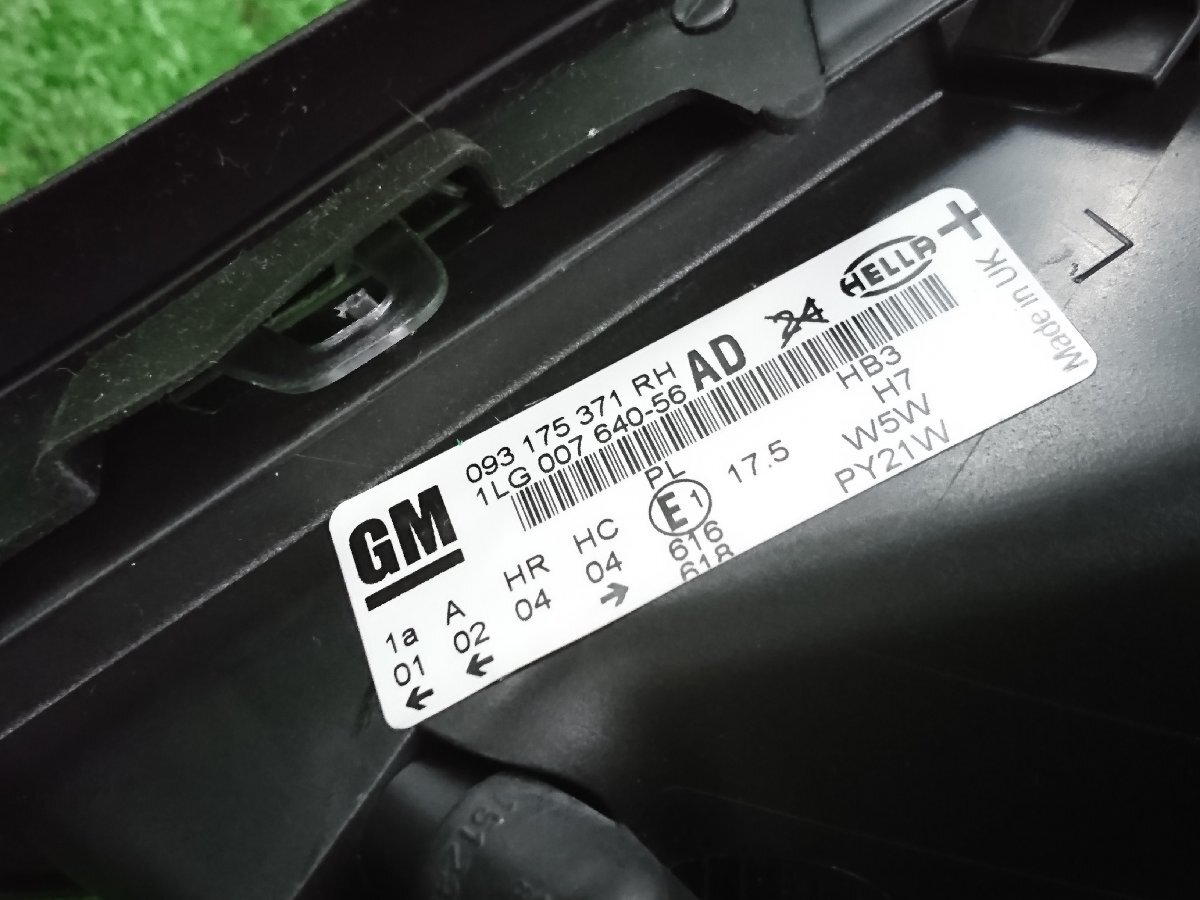 093 175 371 RH
1LG 007 640-56
AD
HELLA
+
Made in UK
GM
1a A HR HC PL
01 02 04 04 E1 17.5
← ← → 616
618
HB3
H7
W5W
PY21W